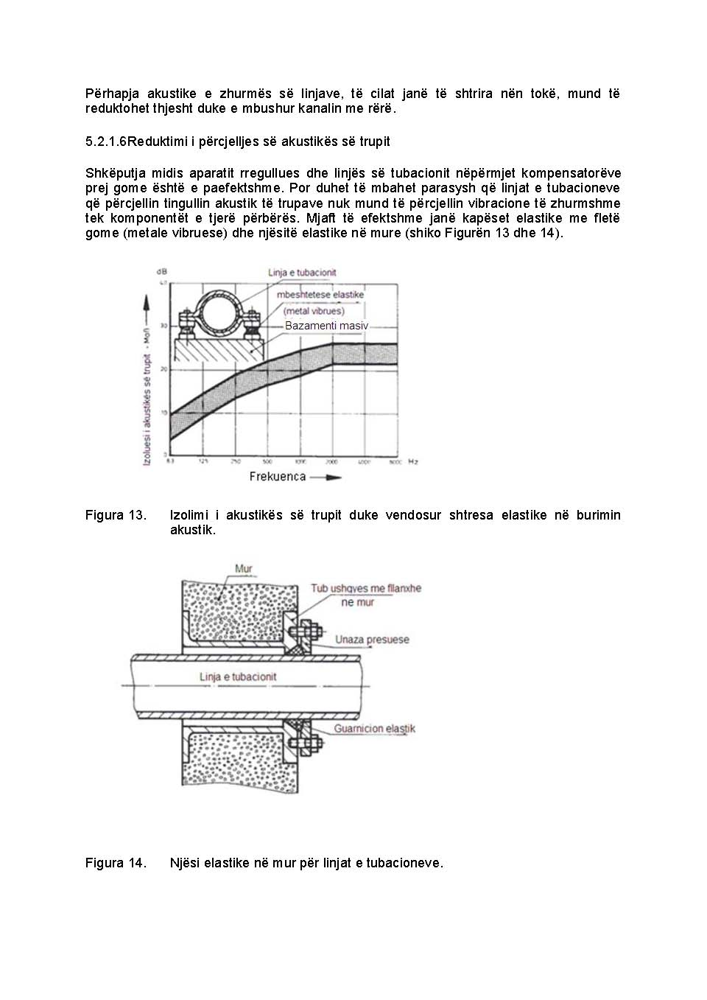 Përhapja akustike e zhurmës së linjave, të cilat janë të shtrira nën tokë, mund të
reduktohet thjesht duke e mbushur kanalin me rërë.
5.2.1.6Reduktimi i përcjelljes së akustikës së trupit
Shkëputja midis aparatit rregullues dhe linjës së tubacionit nëpërmjet kompensatorëve
prej gome është e paefektshme. Por duhet të mbahet parasysh që linjat e tubacioneve
që përcjellin tingullin akustik të trupave nuk mund të përcjellin vibracione të zhurmshme
tek komponentët e tjerë përbërës. Mjaft të efektshme janë kapëset elastike me fletë
gome (metale vibruese) dhe njësitë elastike në mure (shiko Figurën 13 dhe 14).
dB
Linja e tubacionit
mbeshtetese elastike
(metal vibrues)
Bazamenti masiv
30
20
10
0
Izoluesi i akustikës së trupit
63 125 250 500 1000 2000 4000 8000 Hz
Frekuenca
Figura 13. Izolimi i akustikës së trupit duke vendosur shtresa elastike në burimin
akustik.
Mur
Tub ushqyes me fllanxhe
ne mur
Unaza presuese
Linja e tubacionit
Guarnicion elastik
Figura 14. Njësi elastike në mur për linjat e tubacioneve.